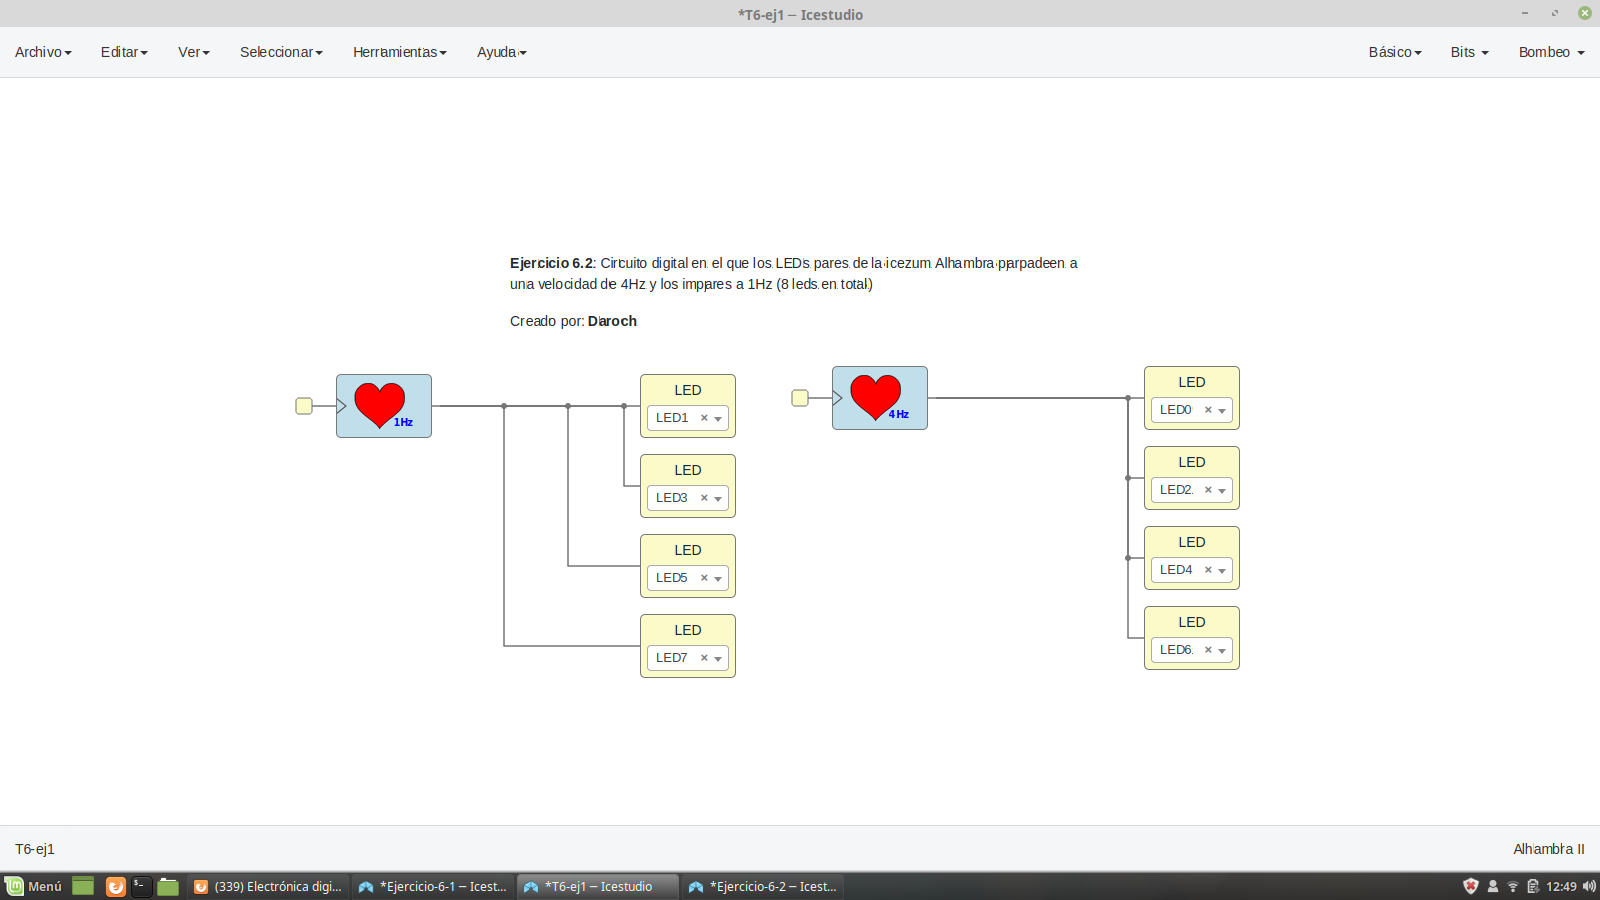 *T6-ej1 — Icestudio
Archivo Editar Ver Seleccionar Herramientas Ayuda Básico Bits Bombeo
Ejercicio 6.2: Circuito digital en el que los LEDs pares de la icezum Alhambra parpadeen a
una velocidad de 4Hz y los impares a 1Hz (8 leds en total)
Creado por: Daroch
1Hz
LED
LED1 ×
LED
LED3 ×
LED
LED5 ×
LED
LED7 ×
4Hz
LED
LED0 ×
LED
LED2 ×
LED
LED4 ×
LED
LED6 ×
T6-ej1 Alhambra II
Menú (339) Electrónica digi... *Ejercicio-6-1 — Icest... *T6-ej1 — Icestudio *Ejercicio-6-2 — Icest... 12:49